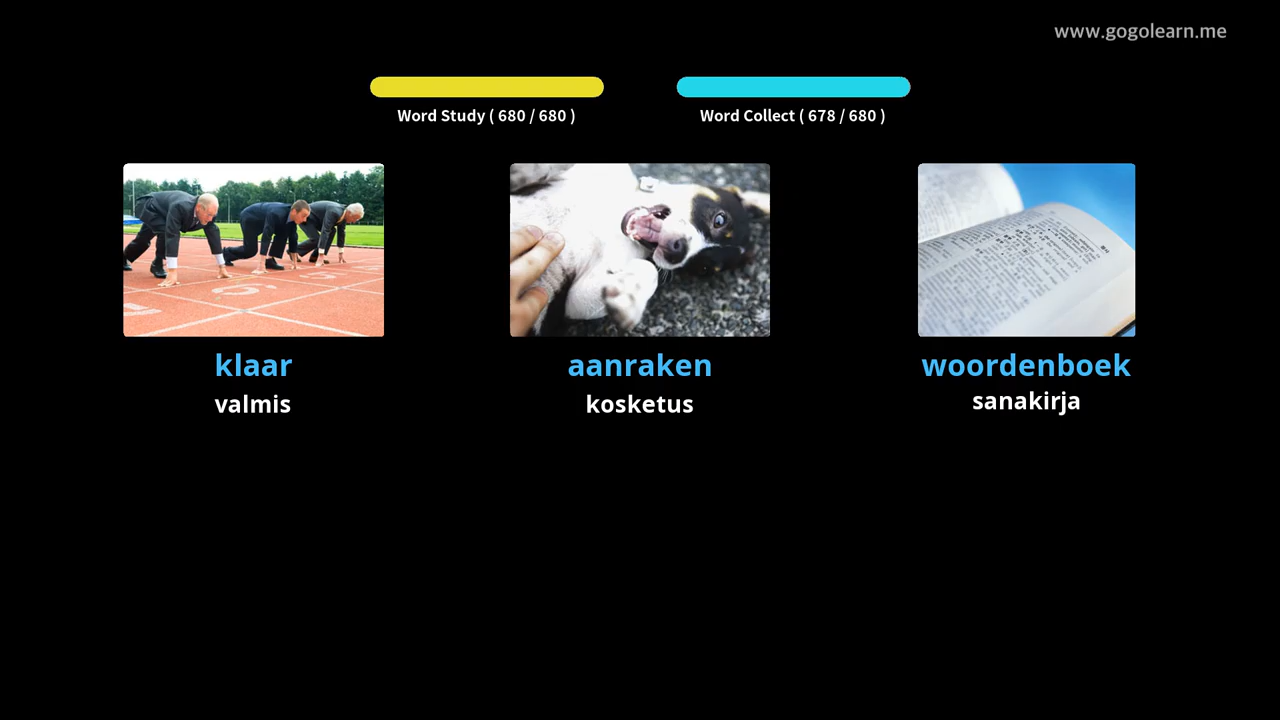 www.gogolearn.me
Word Study ( 680 / 680 )
Word Collect ( 678 / 680 )
klaar
aanraken
woordenboek
valmis
kosketus
sanakirja